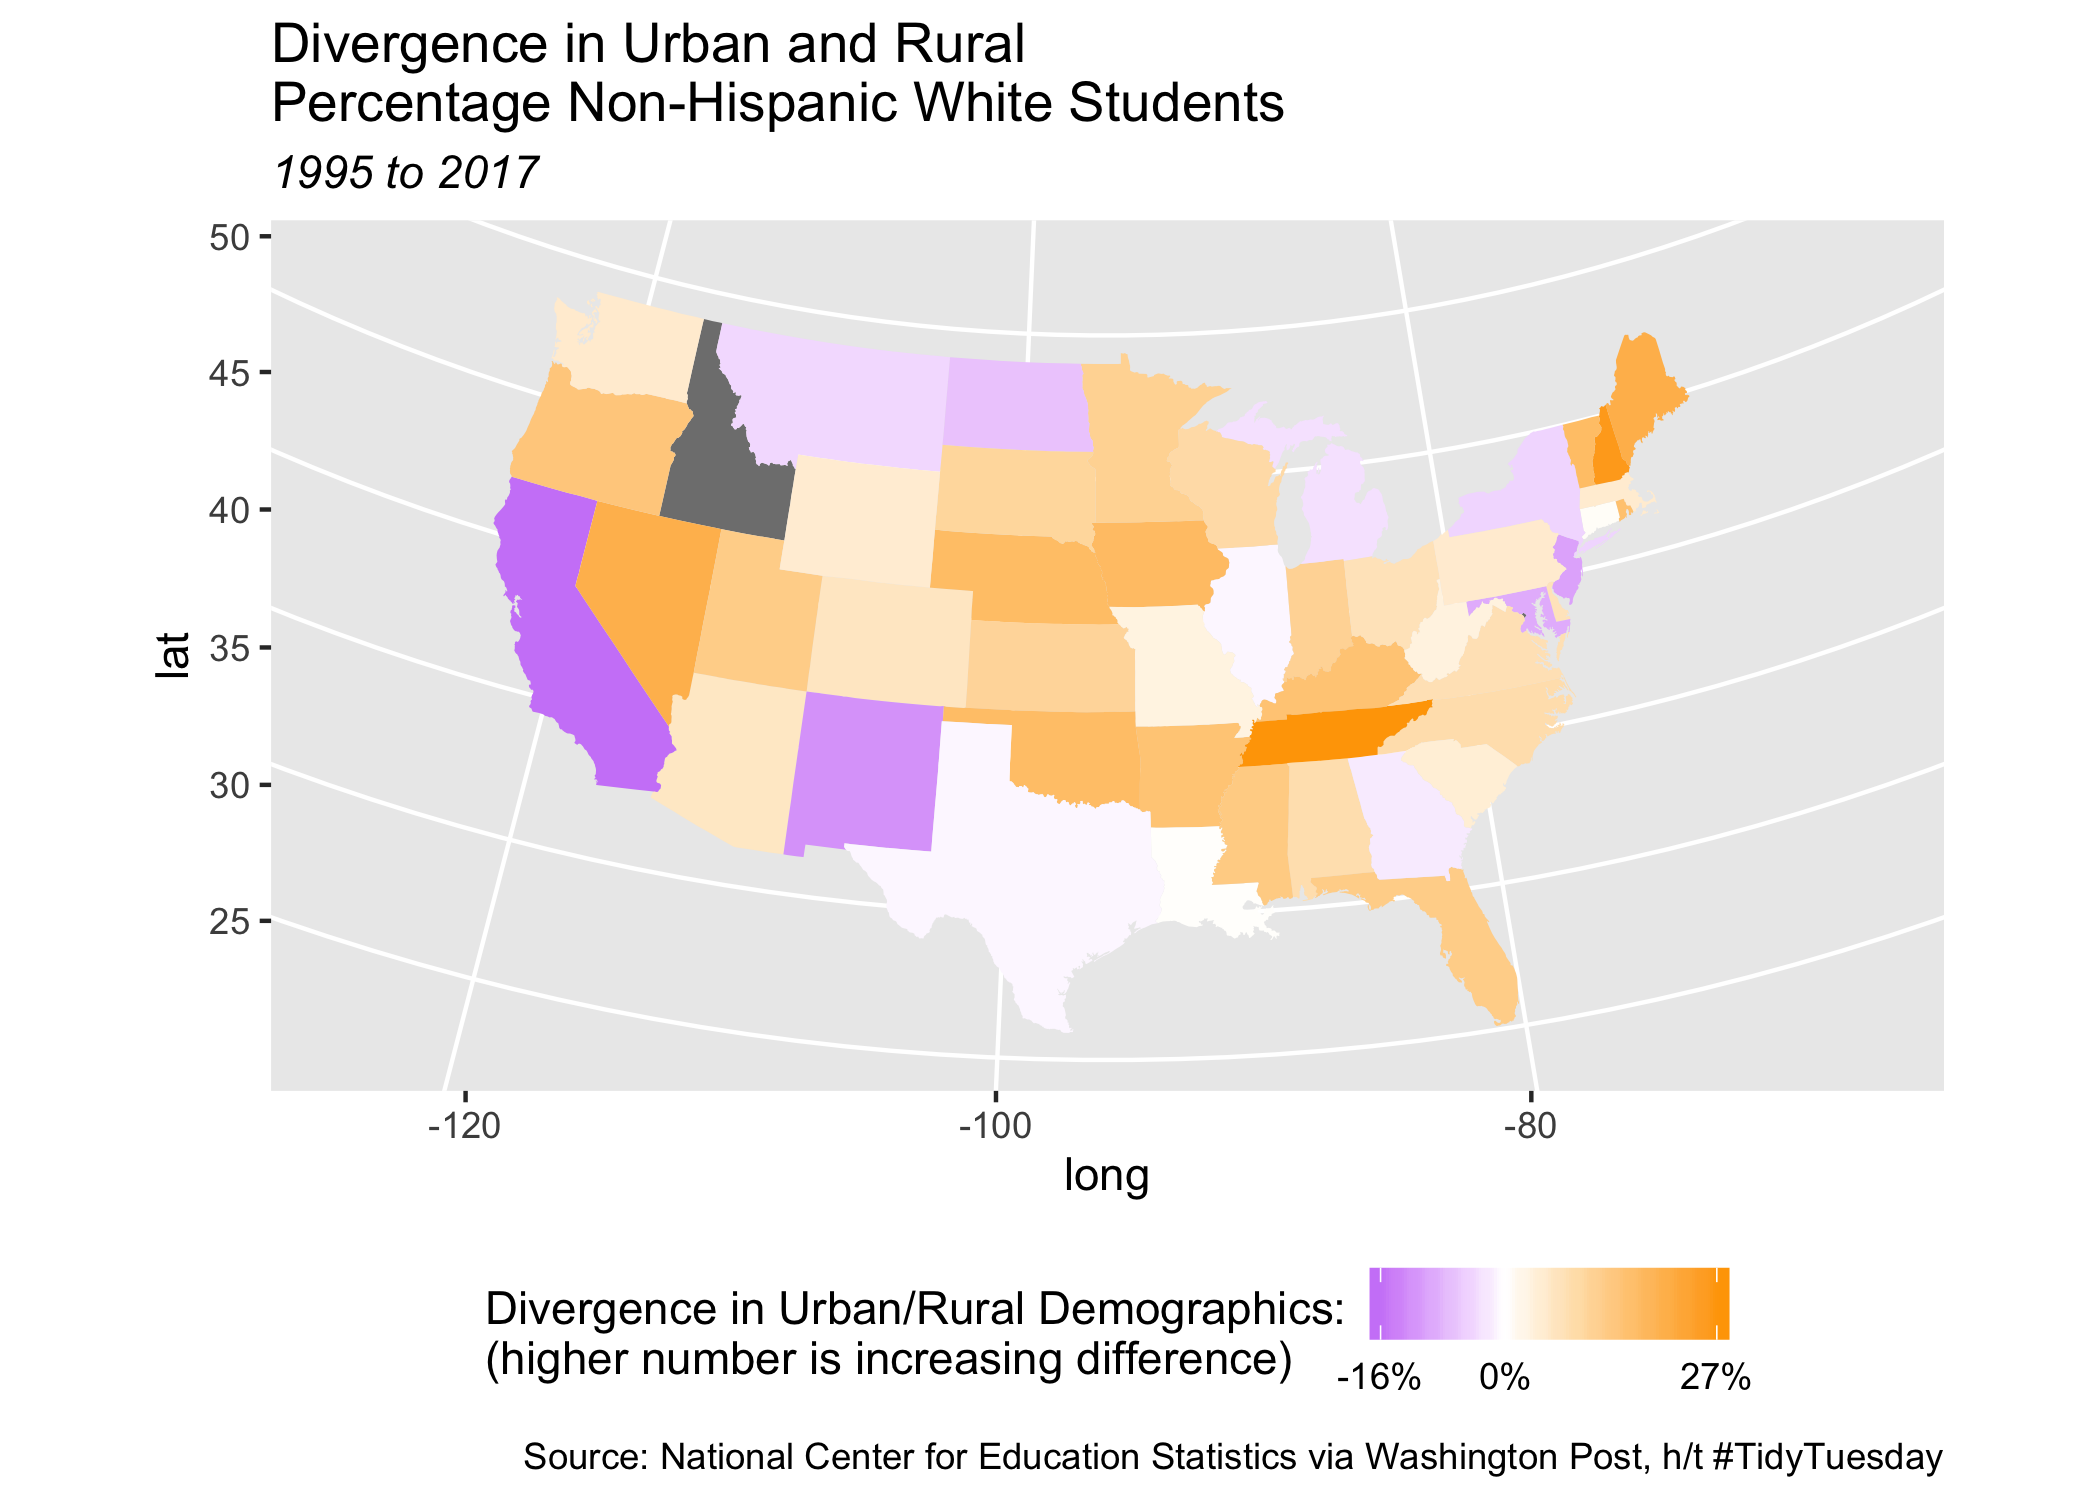 Divergence in Urban and Rural
Percentage Non-Hispanic White Students
1995 to 2017
50
45
40
35
30
25
lat
-120
-100
-80
long
Divergence in Urban/Rural Demographics:
(higher number is increasing difference)
-16%
0%
27%
Source: National Center for Education Statistics via Washington Post, h/t #TidyTuesday